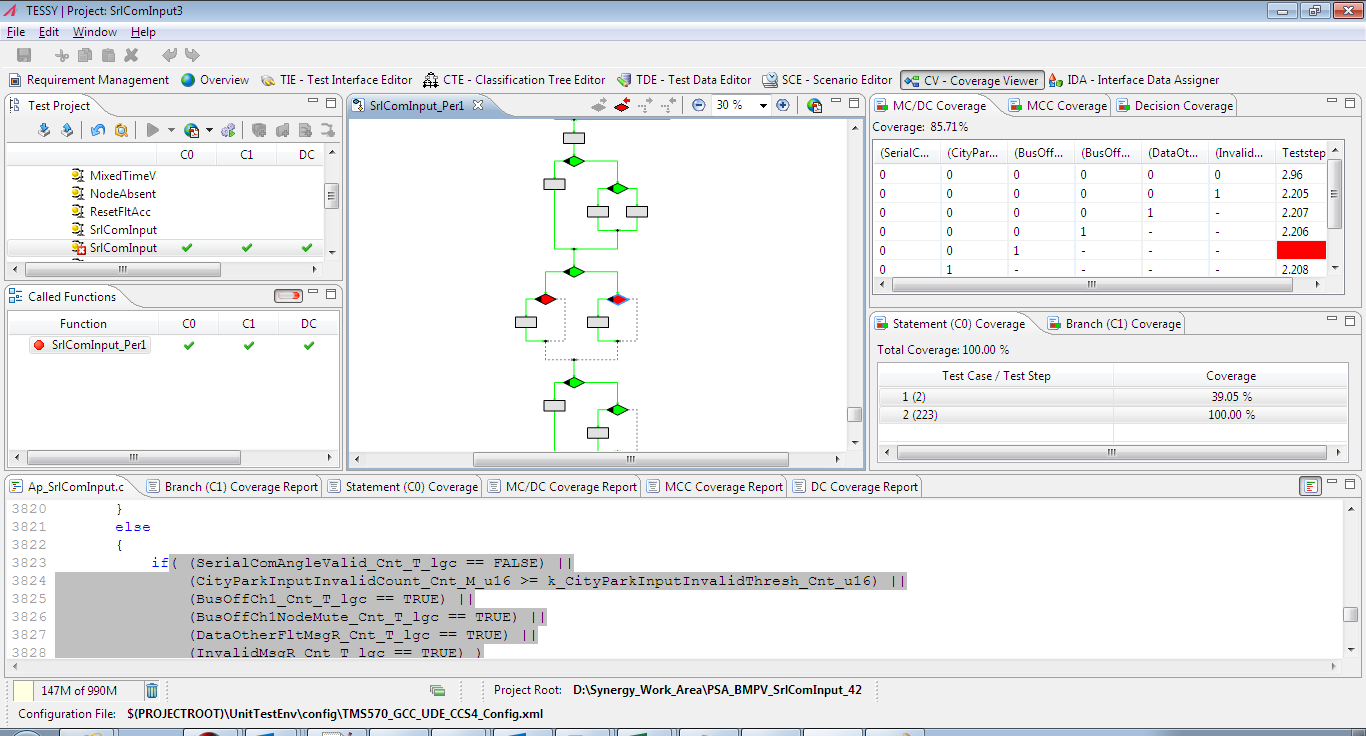 TESSY | Project: SrlComInput3
File Edit Window Help
Requirement Management Overview TIE - Test Interface Editor CTE - Classification Tree Editor TDE - Test Data Editor SCE - Scenario Editor CV - Coverage Viewer IDA - Interface Data Assigner
Test Project
C0 C1 DC
MixedTimeV
NodeAbsent
ResetFltAcc
SrlComInput
SrlComInput
Called Functions
Function C0 C1 DC
SrlComInput_Per1
SrlComInput_Per1
30 %
MC/DC Coverage MCC Coverage Decision Coverage
Coverage: 85.71%
(SerialC... (CityPar... (BusOff... (BusOff... (DataOt... (Invalid... Teststep
0 0 0 0 0 0 2.96
0 0 0 0 0 1 2.205
0 0 0 0 1 - 2.207
0 0 0 1 - - 2.206
0 0 1 - - -
0 1 - - - - 2.208
Statement (C0) Coverage Branch (C1) Coverage
Total Coverage: 100.00 %
Test Case / Test Step Coverage
1 (2) 39.05 %
2 (223) 100.00 %
Ap_SrlComInput.c Branch (C1) Coverage Report Statement (C0) Coverage MC/DC Coverage Report MCC Coverage Report DC Coverage Report
3820 }
3821 else
3822 {
3823 if( (SerialComAngleValid_Cnt_T_lgc == FALSE) ||
3824 (CityParkInputInvalidCount_Cnt_M_u16 >= k_CityParkInputInvalidThresh_Cnt_u16) ||
3825 (BusOffCh1_Cnt_T_lgc == TRUE) ||
3826 (BusOffCh1NodeMute_Cnt_T_lgc == TRUE) ||
3827 (DataOtherFltMsgR_Cnt_T_lgc == TRUE) ||
3828 (InvalidMsgR_Cnt_T_lgc == TRUE) )
147M of 990M Project Root: D:\Synergy_Work_Area\PSA_BMPV_SrlComInput_42
Configuration File: $(PROJECTROOT)\UnitTestEnv\config\TMS570_GCC_UDE_CCS4_Config.xml